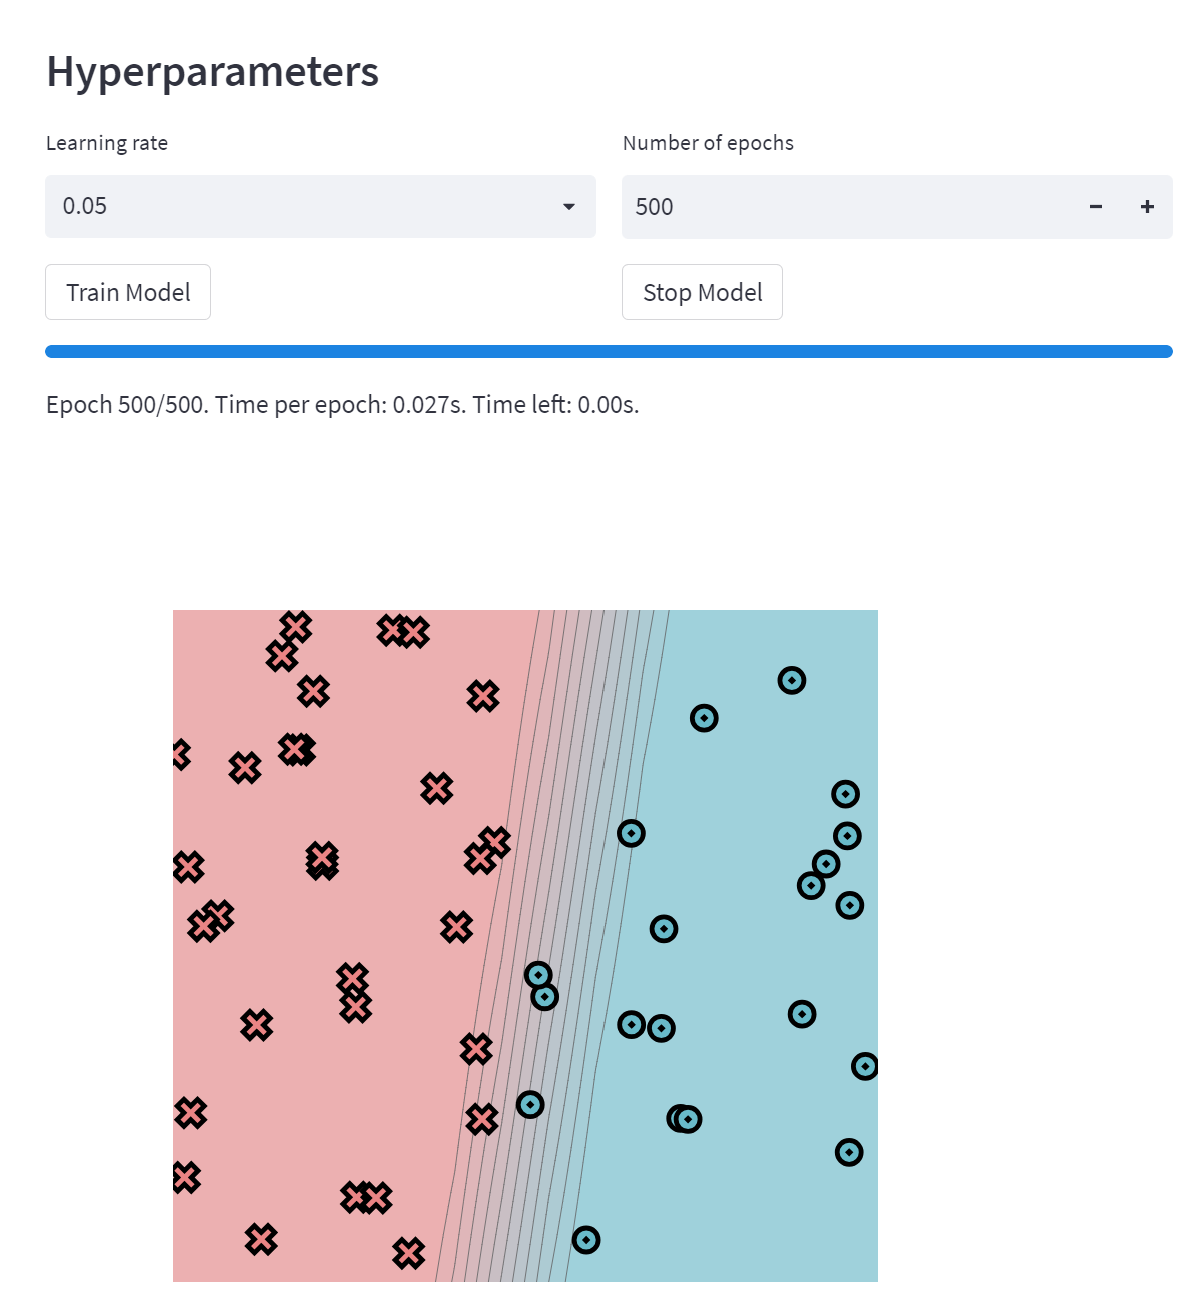 Hyperparameters
Learning rate
Number of epochs
0.05
500
Train Model
Stop Model
Epoch 500/500. Time per epoch: 0.027s. Time left: 0.00s.